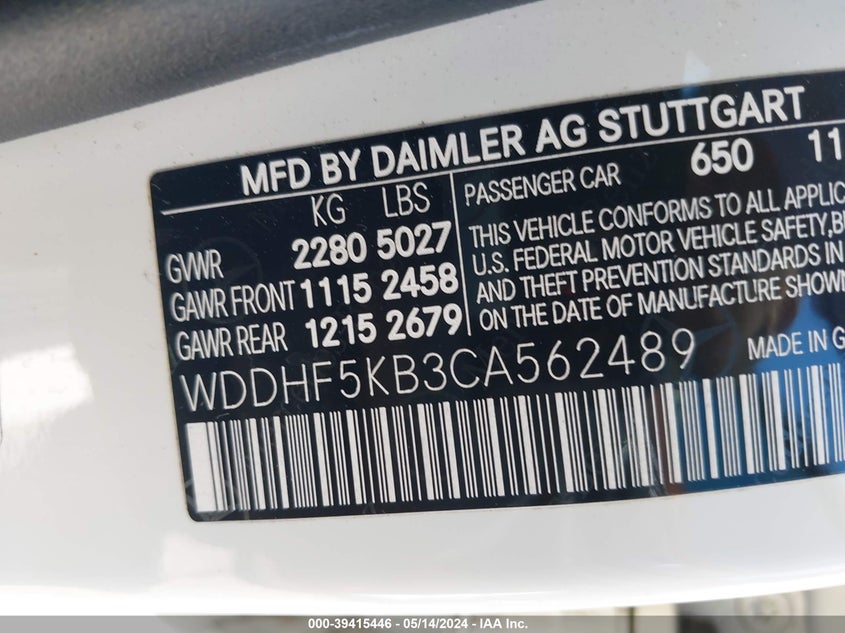 MFD BY DAIMLER AG STUTTGART
KG LBS
GVWR 2280 5027
GAWR FRONT 1115 2458
GAWR REAR 1215 2679
PASSENGER CAR 650 11
THIS VEHICLE CONFORMS TO ALL APPLIC
U.S. FEDERAL MOTOR VEHICLE SAFETY, B
AND THEFT PREVENTION STANDARDS IN
ON THE DATE OF MANUFACTURE SHOWN
WDDHF5KB3CA562489 MADE IN G
000-39415446 - 05/14/2024 - IAA Inc.